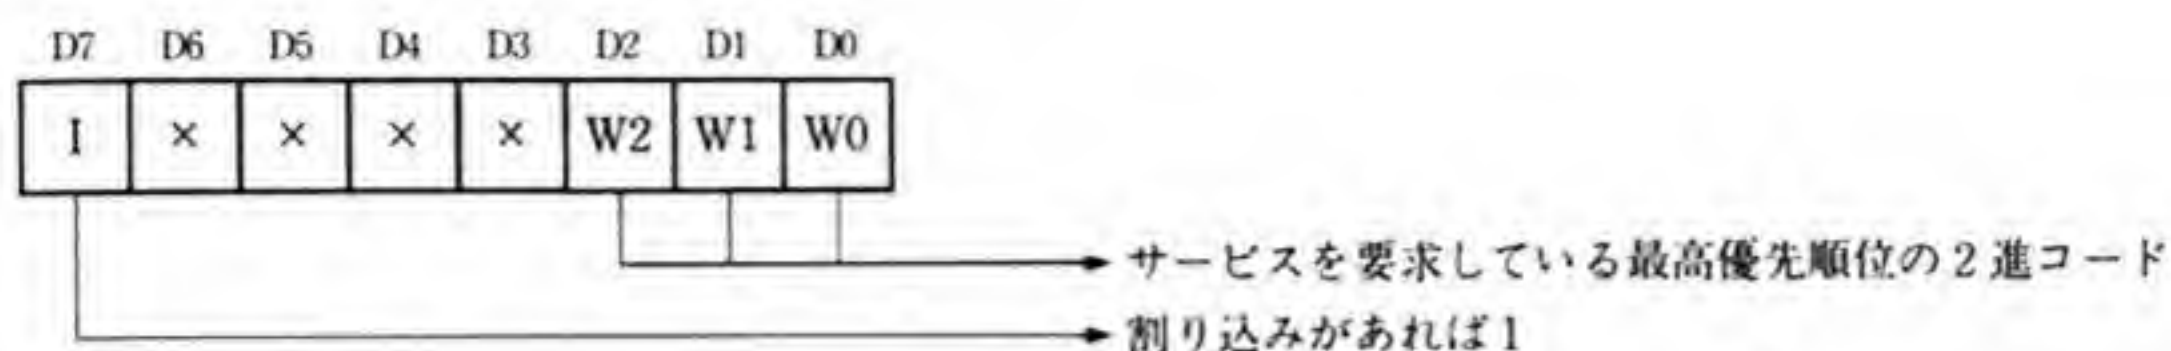 D7 D6 D5 D4 D3 D2 D1 D0
I × × × × W2 W1 W0
サービスを要求している最高優先順位の2進コード
割り込みがあれば1